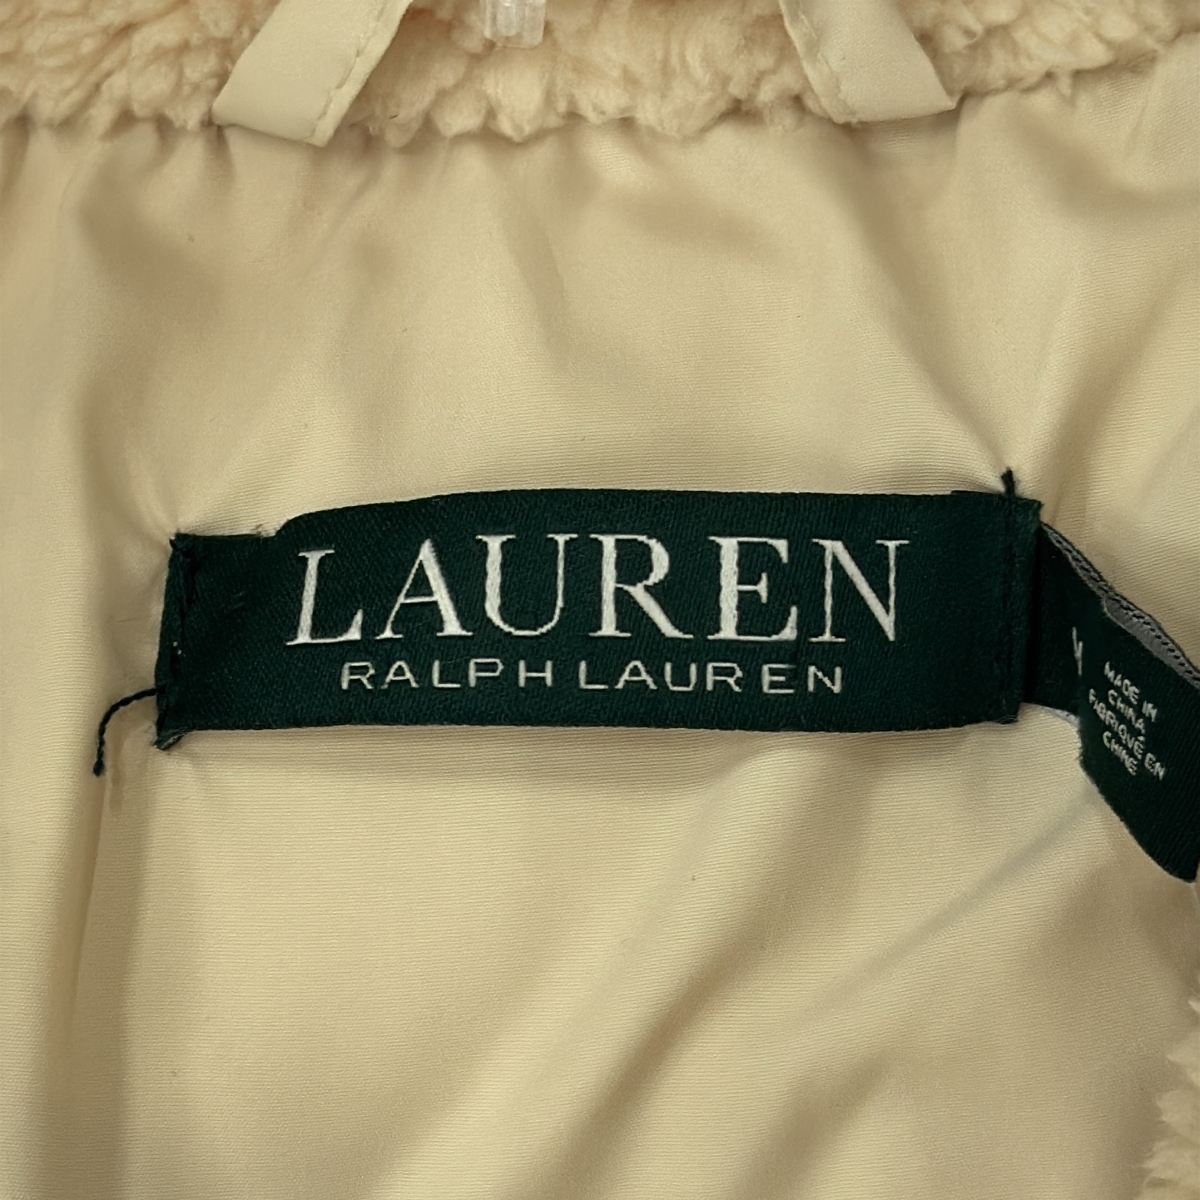 LAUREN
RALPH LAUREN
MADE IN
CHINA
FABRIQUÉ EN
CHINE